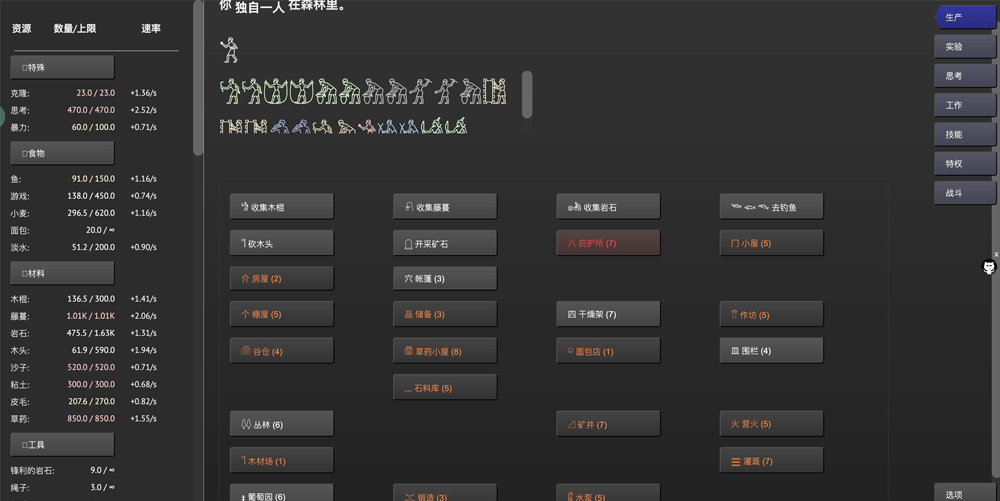 你 独自一人 在森林里。
资源 数量/上限 速率
特殊
克隆: 23.0 / 23.0 +1.36/s
思考: 470.0 / 470.0 +2.52/s
暴力: 60.0 / 100.0 +0.71/s
食物
鱼: 91.0 / 150.0 +1.16/s
游戏: 138.0 / 450.0 +0.74/s
小麦: 296.5 / 620.0 +1.16/s
面包: 20.0 / ∞
淡水: 51.2 / 200.0 +0.90/s
材料
木棍: 136.5 / 300.0 +1.41/s
藤蔓: 1.01K / 1.01K +2.06/s
岩石: 475.5 / 1.63K +1.31/s
木头: 61.9 / 590.0 +1.94/s
沙子: 520.0 / 520.0 +0.71/s
粘土: 300.0 / 300.0 +0.68/s
皮毛: 207.6 / 270.0 +0.82/s
草药: 850.0 / 850.0 +1.55/s
工具
锋利的岩石: 9.0 / ∞
绳子: 3.0 / ∞
收集木棍 收集藤蔓 收集岩石 去钓鱼
砍木头 开采矿石 庇护所 (7) 小屋 (5)
房屋 (2) 帐篷 (3)
棚屋 (5) 储备 (3) 干燥架 (7) 作坊 (5)
谷仓 (4) 草药小屋 (8) 面包店 (1) 围栏 (4)
石料库 (5)
丛林 (6) 矿井 (7) 营火 (5)
木材场 (1) 灌溉 (7)
葡萄园 (6) 锻造 (3) 水泵 (5)
生产
实验
思考
工作
技能
特权
战斗
x
选项